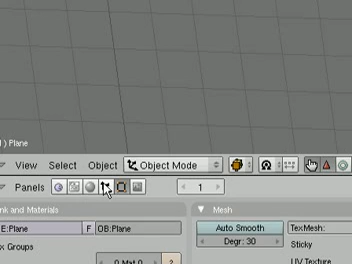 ) Plane
View Select Object Object Mode
Panels 1
nk and Materials Mesh
E:Plane F OB:Plane Auto Smooth TexMesh:
Degr: 30 Sticky
x Groups
0 Mat 0 ? UV Texture